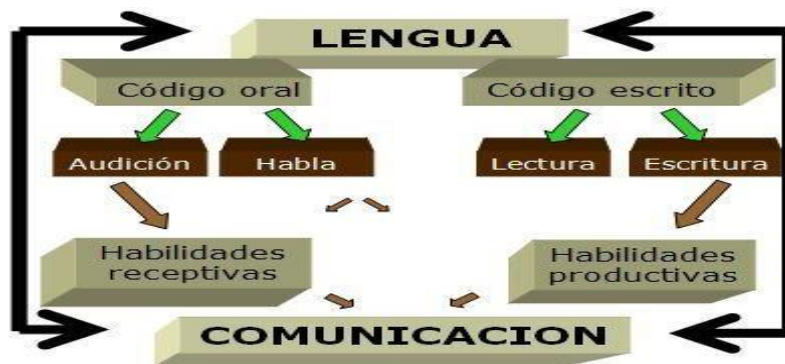 LENGUA
Código oral
Código escrito
Audición
Habla
Lectura
Escritura
Habilidades
receptivas
Habilidades
productivas
COMUNICACION